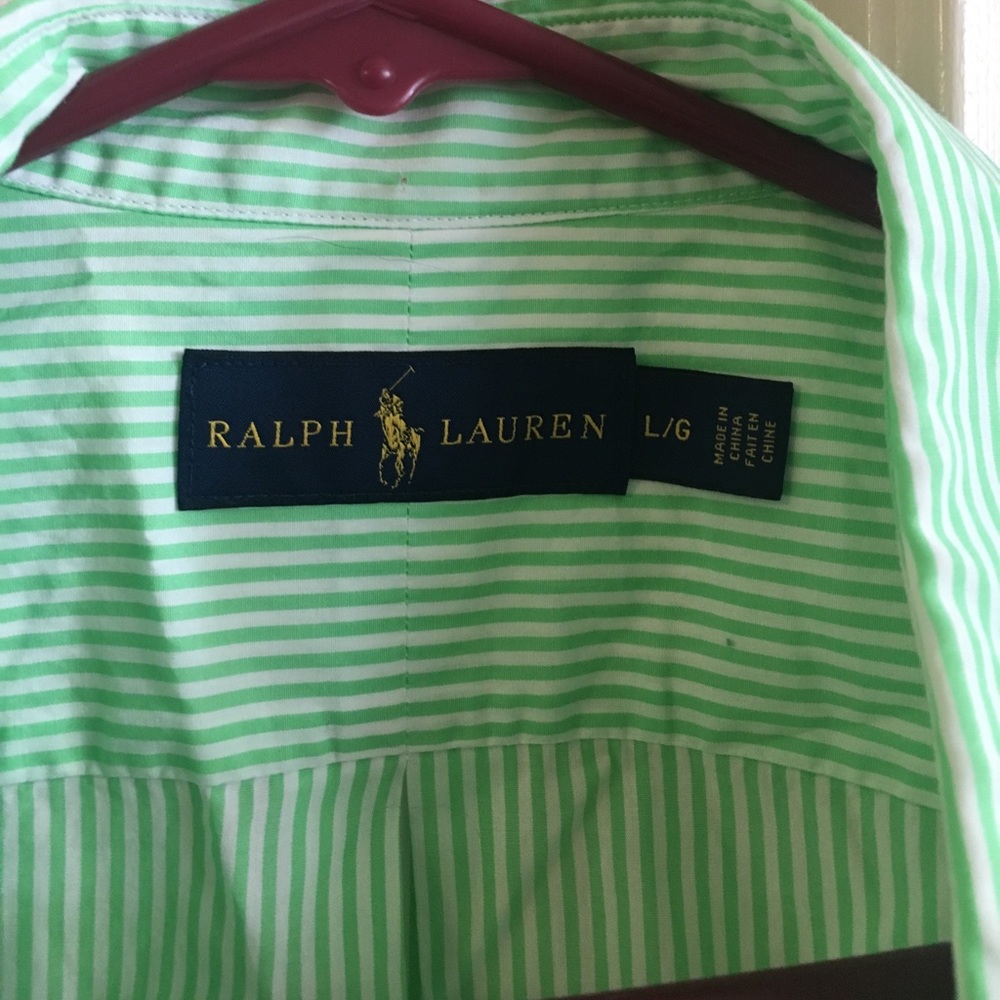 RALPH LAUREN
L/G
MADE IN
CHINA
FAIT EN
CHINE